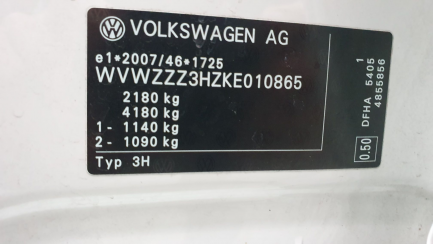 VOLKSWAGEN AG
e1*2007/46*1725
WVWZZZ3HZKE010865
2180 kg
4180 kg
1- 1140 kg
2- 1090 kg
Typ 3H
DFHA 5405 1
4855856
0.50